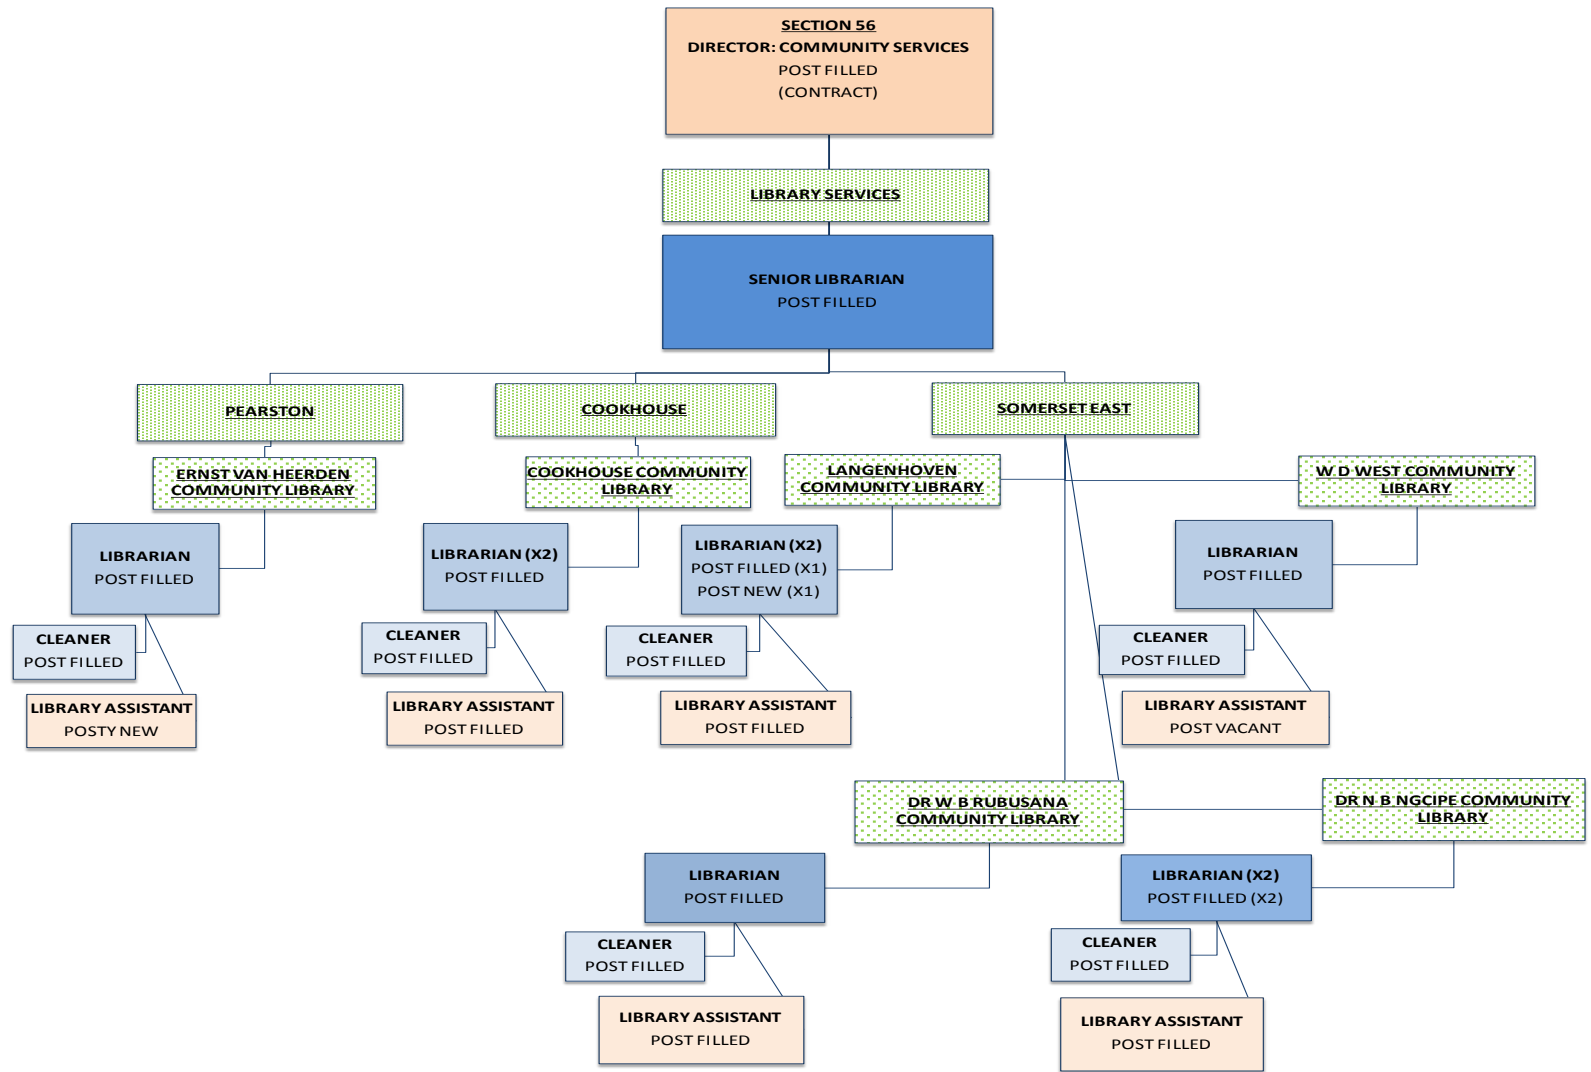 SECTION 56
DIRECTOR: COMMUNITY SERVICES
POST FILLED
(CONTRACT)
LIBRARY SERVICES
SENIOR LIBRARIAN
POST FILLED
PEARSTON
COOKHOUSE
SOMERSET EAST
ERNST VAN HEERDEN
COMMUNITY LIBRARY
COOKHOUSE COMMUNITY
LIBRARY
LANGENHOVEN
COMMUNITY LIBRARY
W D WEST COMMUNITY
LIBRARY
LIBRARIAN
POST FILLED
LIBRARIAN (X2)
POST FILLED
LIBRARIAN (X2)
POST FILLED (X1)
POST NEW (X1)
LIBRARIAN
POST FILLED
CLEANER
POST FILLED
CLEANER
POST FILLED
CLEANER
POST FILLED
CLEANER
POST FILLED
LIBRARY ASSISTANT
POSTY NEW
LIBRARY ASSISTANT
POST FILLED
LIBRARY ASSISTANT
POST FILLED
LIBRARY ASSISTANT
POST VACANT
DR W B RUBUSANA
COMMUNITY LIBRARY
DR N B NGCIPE COMMUNITY
LIBRARY
LIBRARIAN
POST FILLED
LIBRARIAN (X2)
POST FILLED (X2)
CLEANER
POST FILLED
CLEANER
POST FILLED
LIBRARY ASSISTANT
POST FILLED
LIBRARY ASSISTANT
POST FILLED